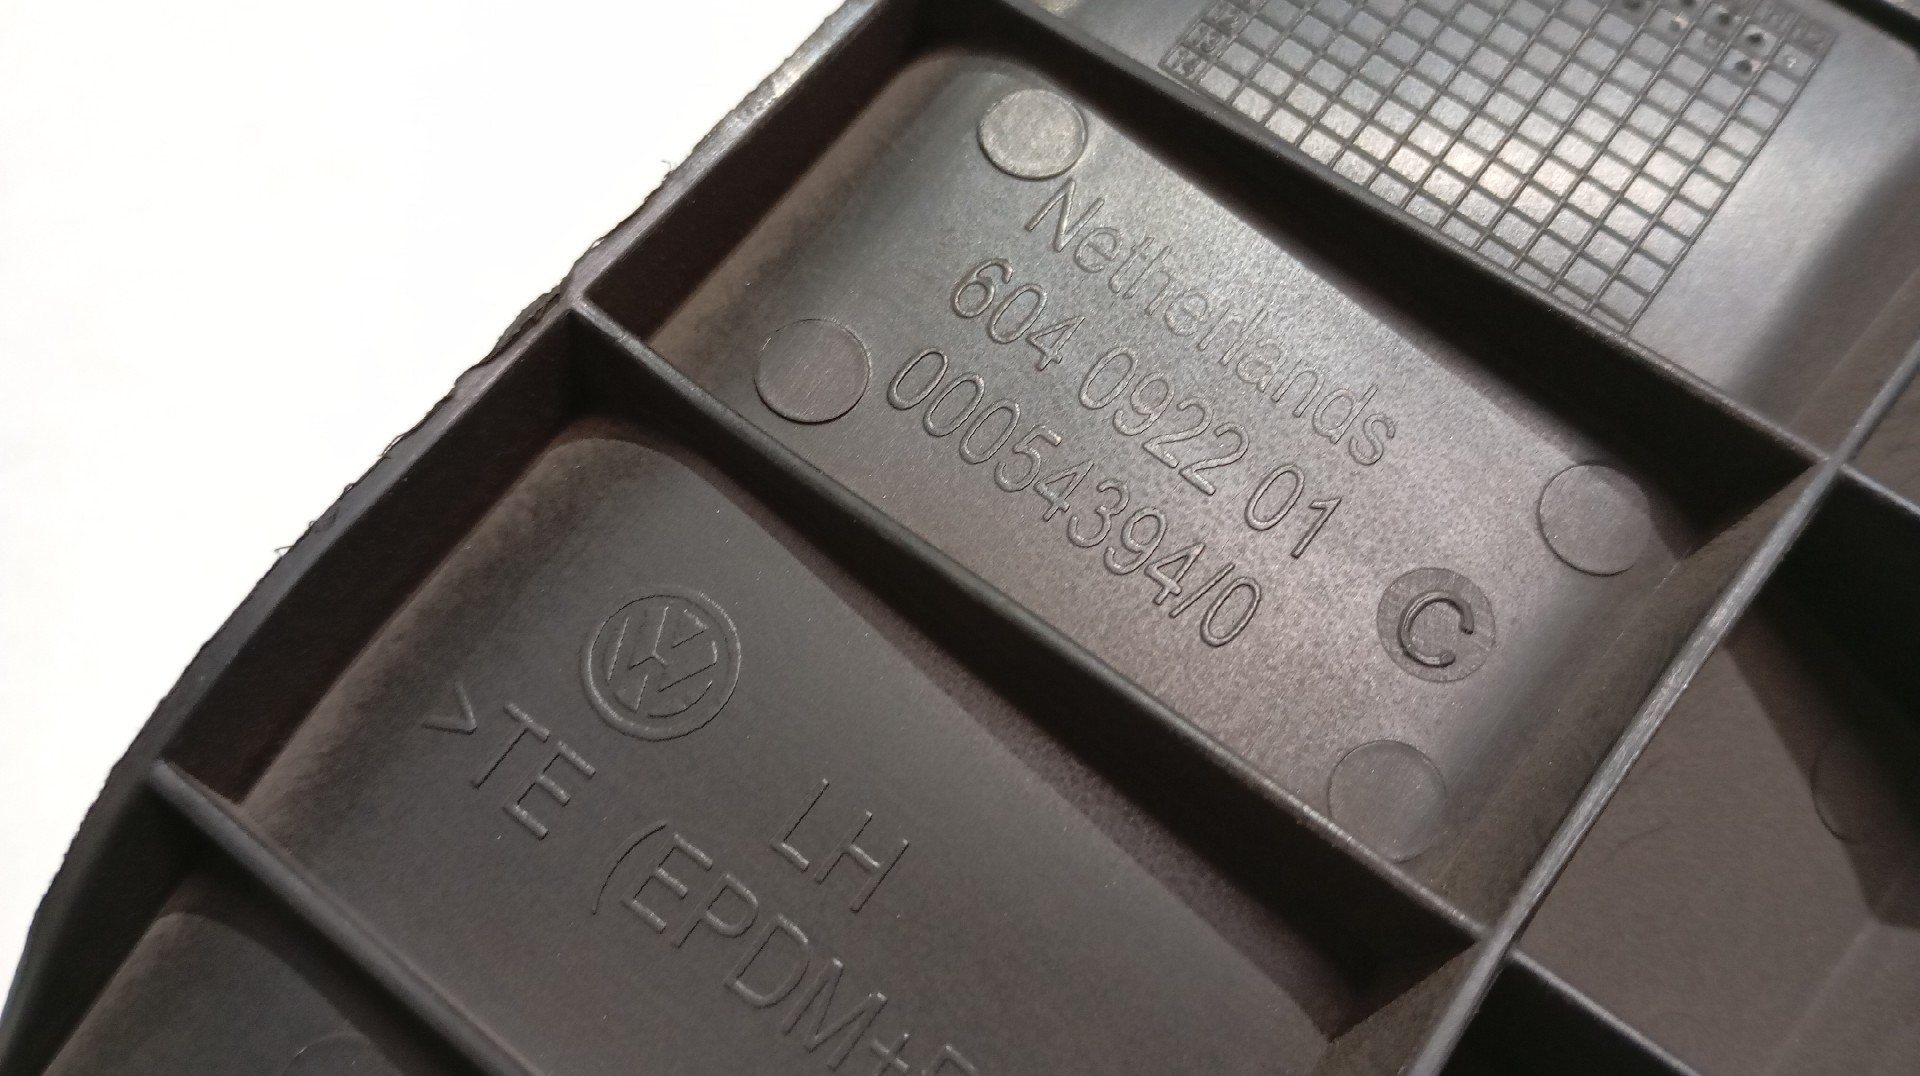 Netherlands
604 0922 01
00054394/0
C
LH
>TE (EPDM+